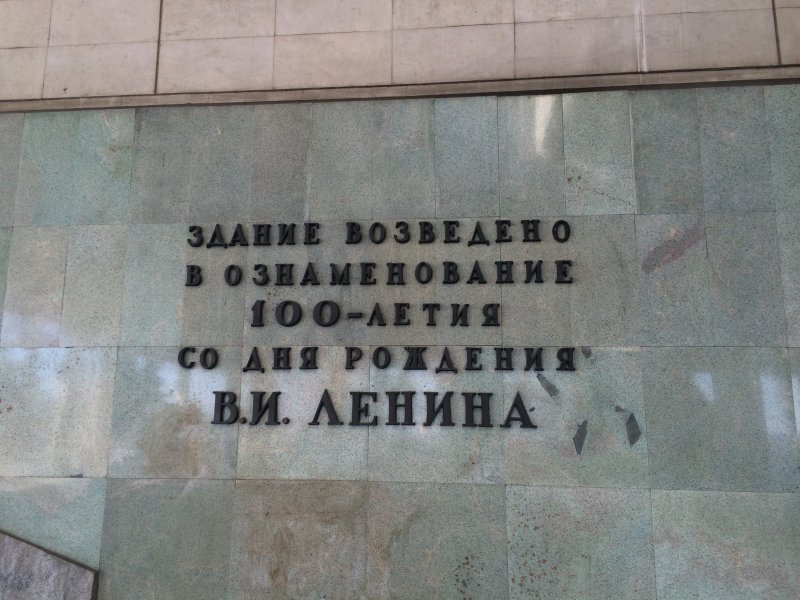 ЗДАНИЕ ВОЗВЕДЕНО
В ОЗНАМЕНОВАНИЕ
100-ЛЕТИЯ
СО ДНЯ РОЖДЕНИЯ
В.И. ЛЕНИНА